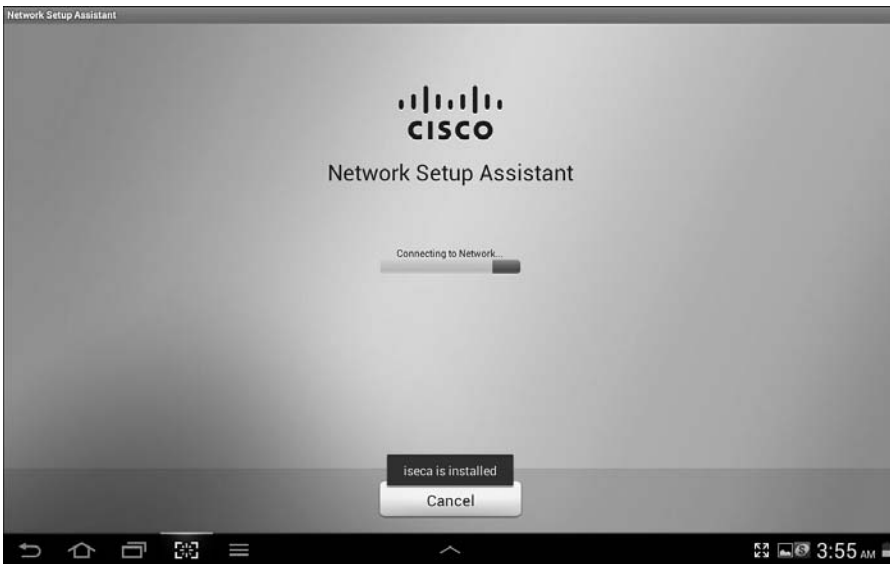 Network Setup Assistant
CISCO
Network Setup Assistant
Connecting to Network...
iseca is installed
Cancel
3:55 AM